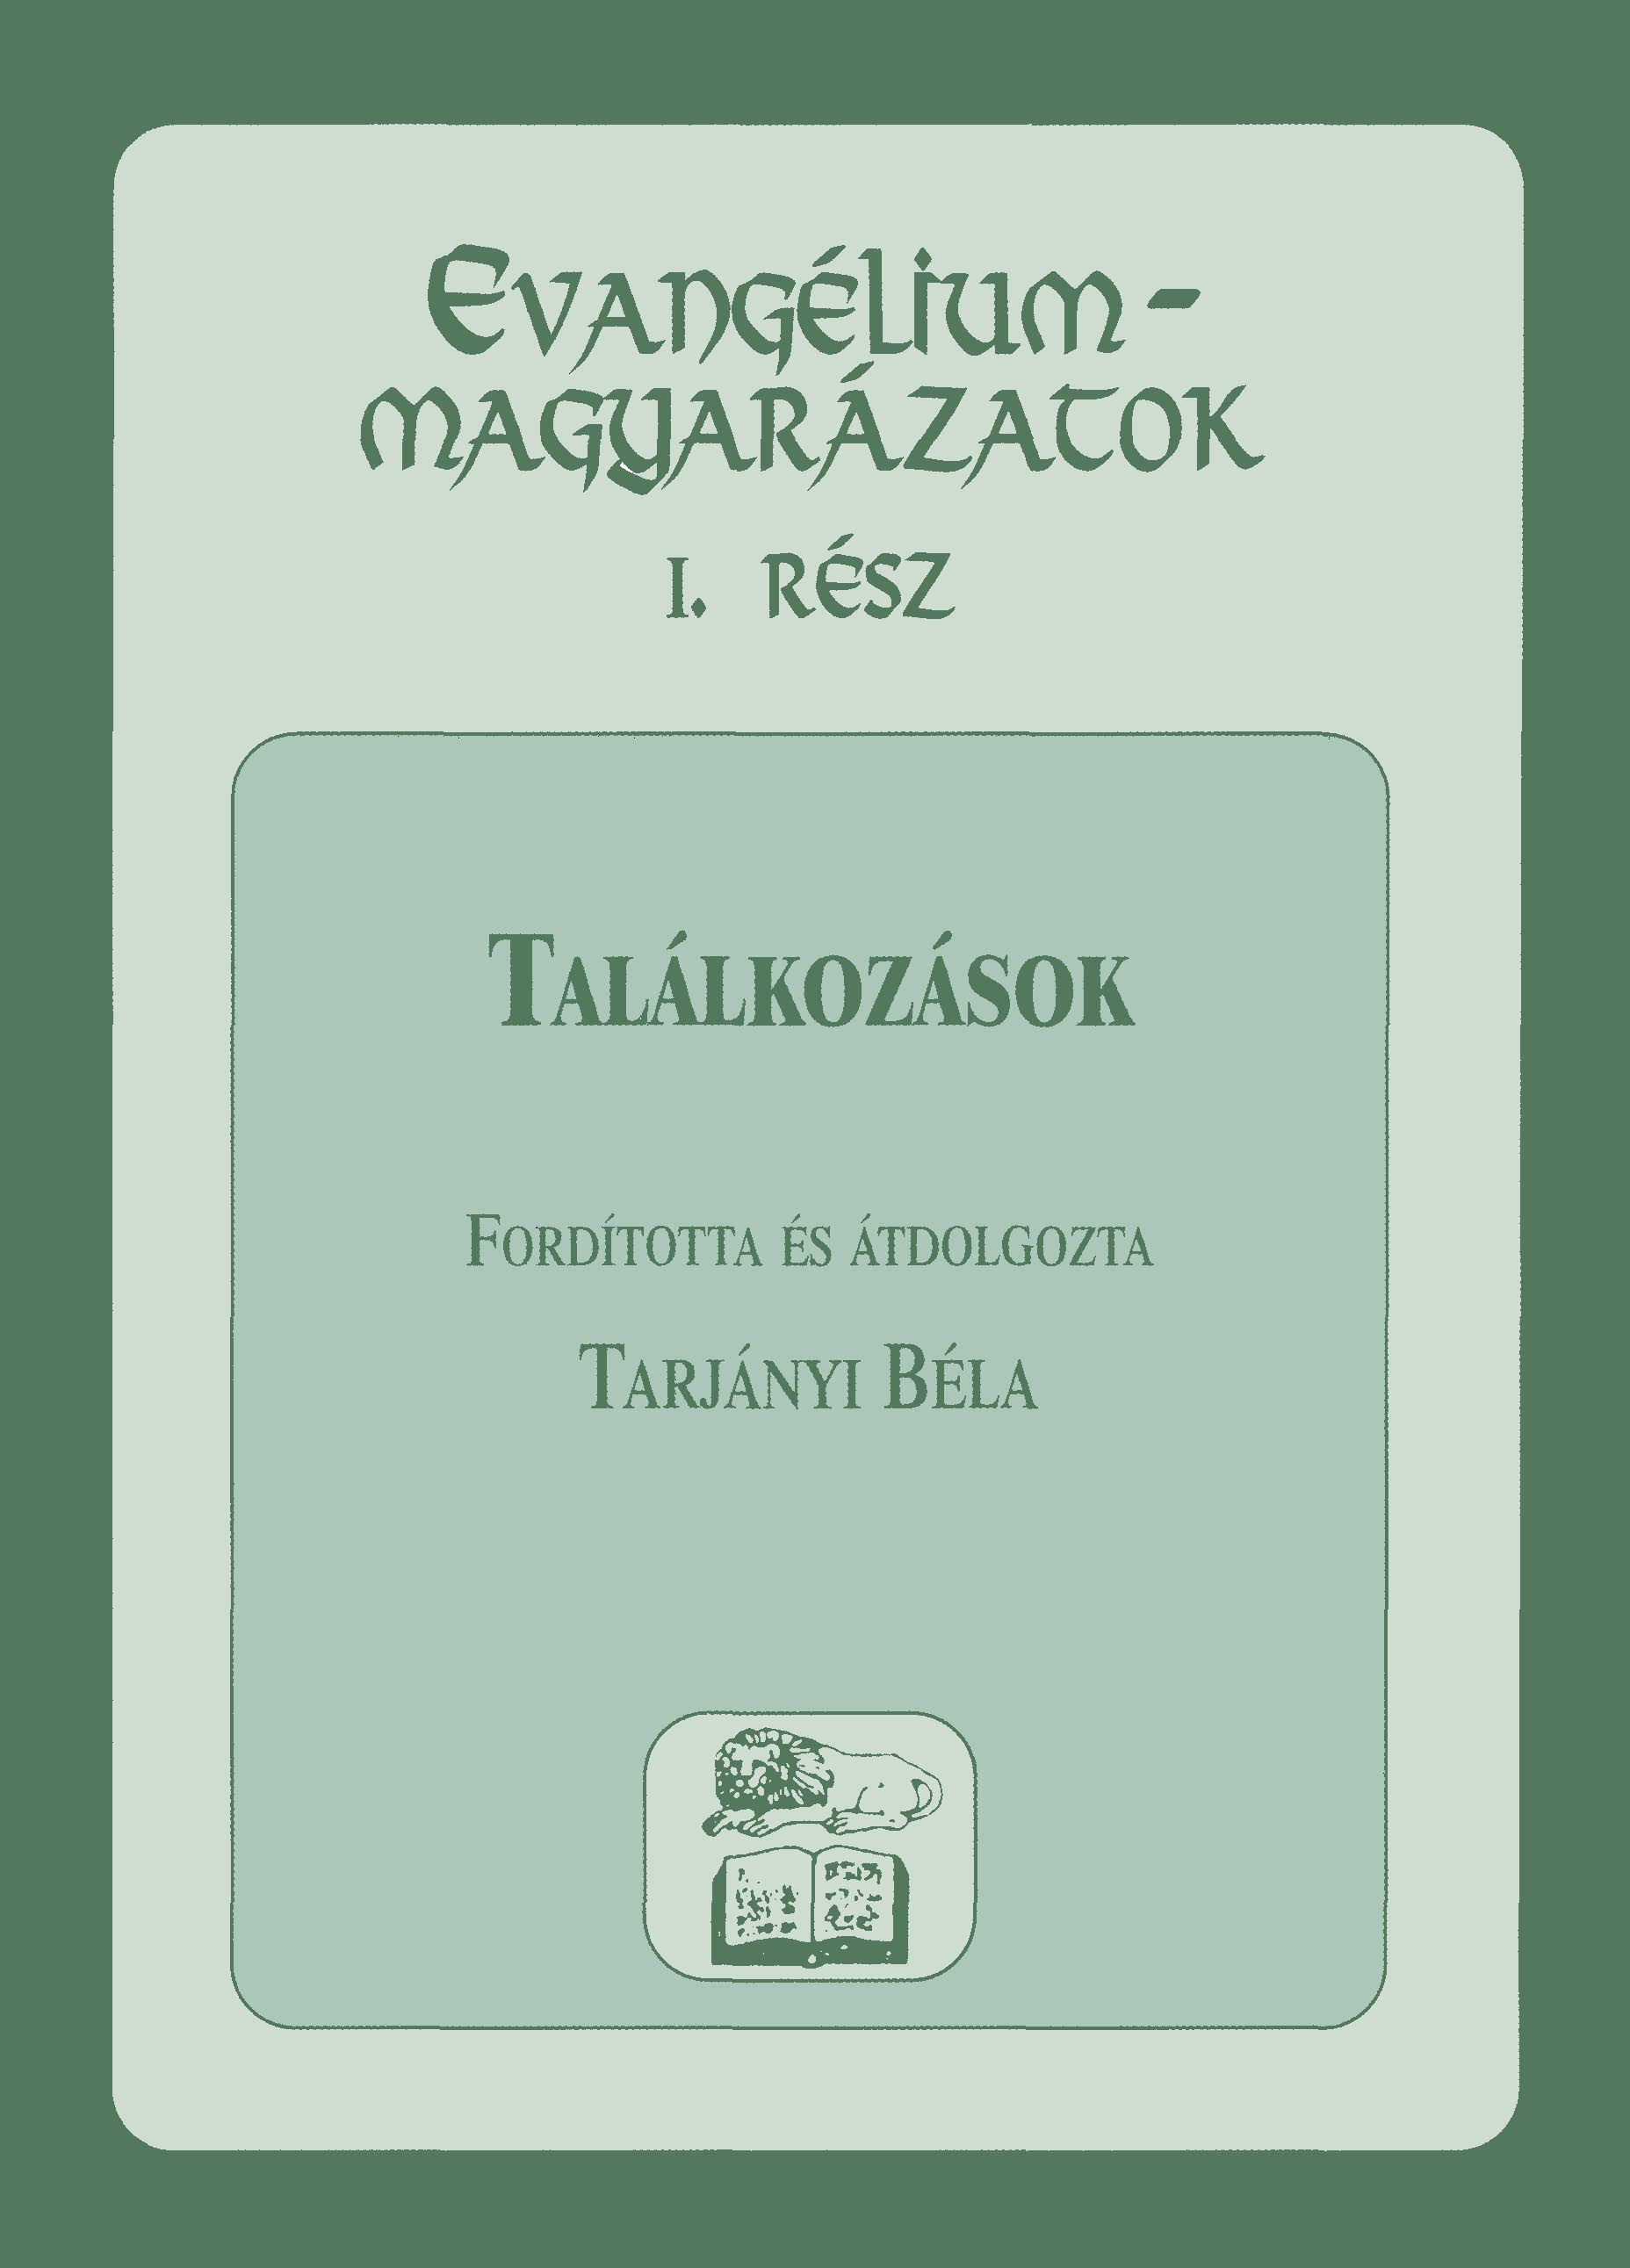 Evangélium-
magyarázatok
I. rész
Találkozások
Fordította és átdolgozta
Tarjányi Béla